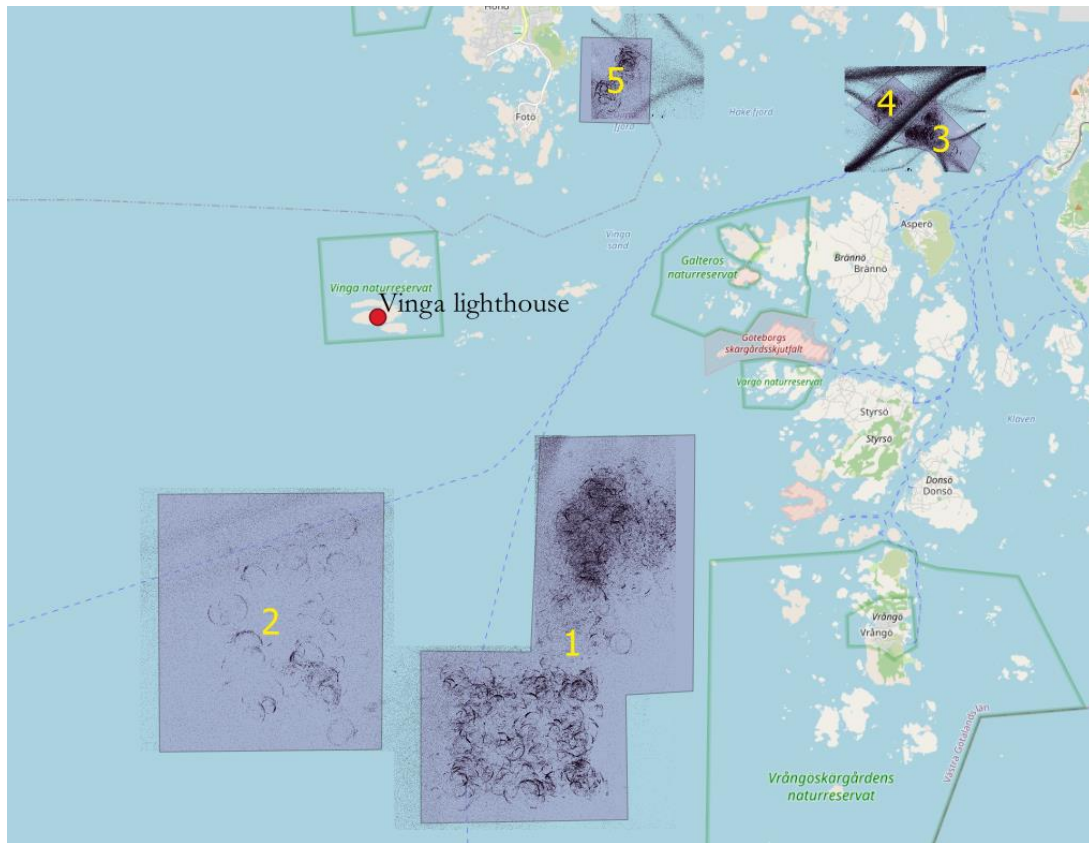 Fotö
5
fjord
Hake fjord
4
3
Asperö
Vinga
sand
Galterös
naturreservat
Brännö
Brännö
Vinga naturreservat
Vinga lighthouse
Göteborgs
skärgårdsskjutfält
Vargö naturreservat
Styrsö
Styrsö
Kläven
Donsö
Donsö
2
1
Vrångö
Vrångö
Västra Götalands län
Vrångöskärgårdens
naturreservat